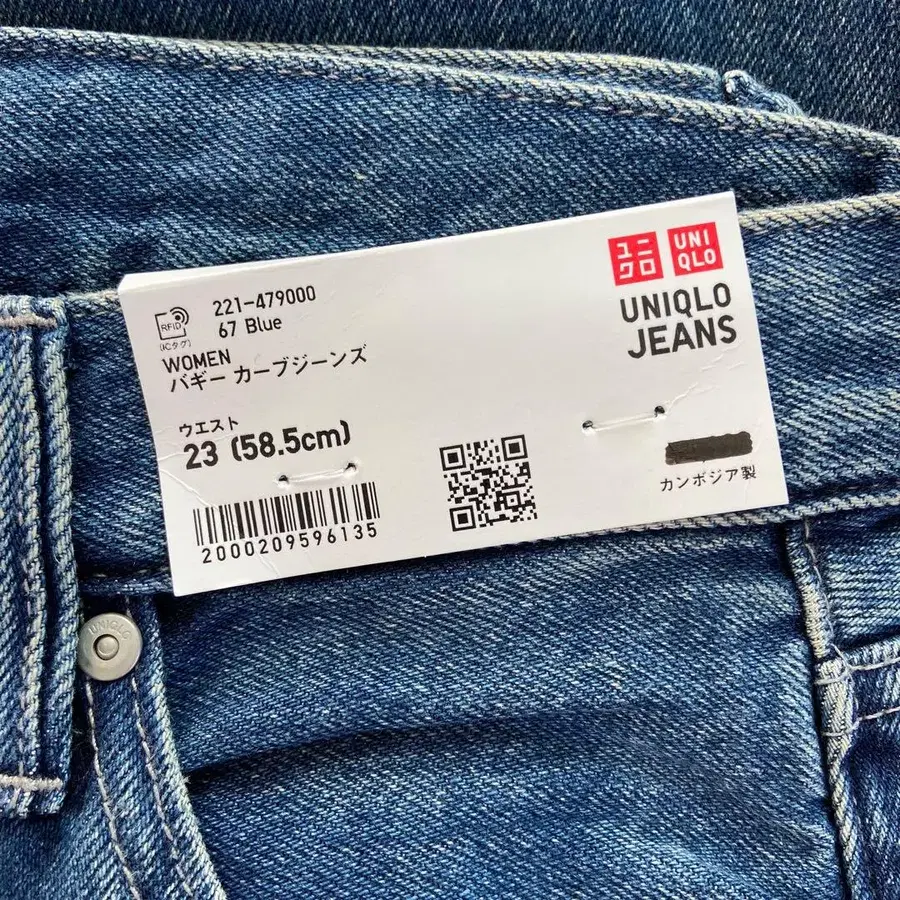 ユニ
クロ
UNI
QLO
UNIQLO
JEANS
RFID
(ICタグ)
221-479000
67 Blue
WOMEN
バギー カーブジーンズ
ウエスト
23 (58.5cm)
2000209596135
カンボジア製
UNIQLO